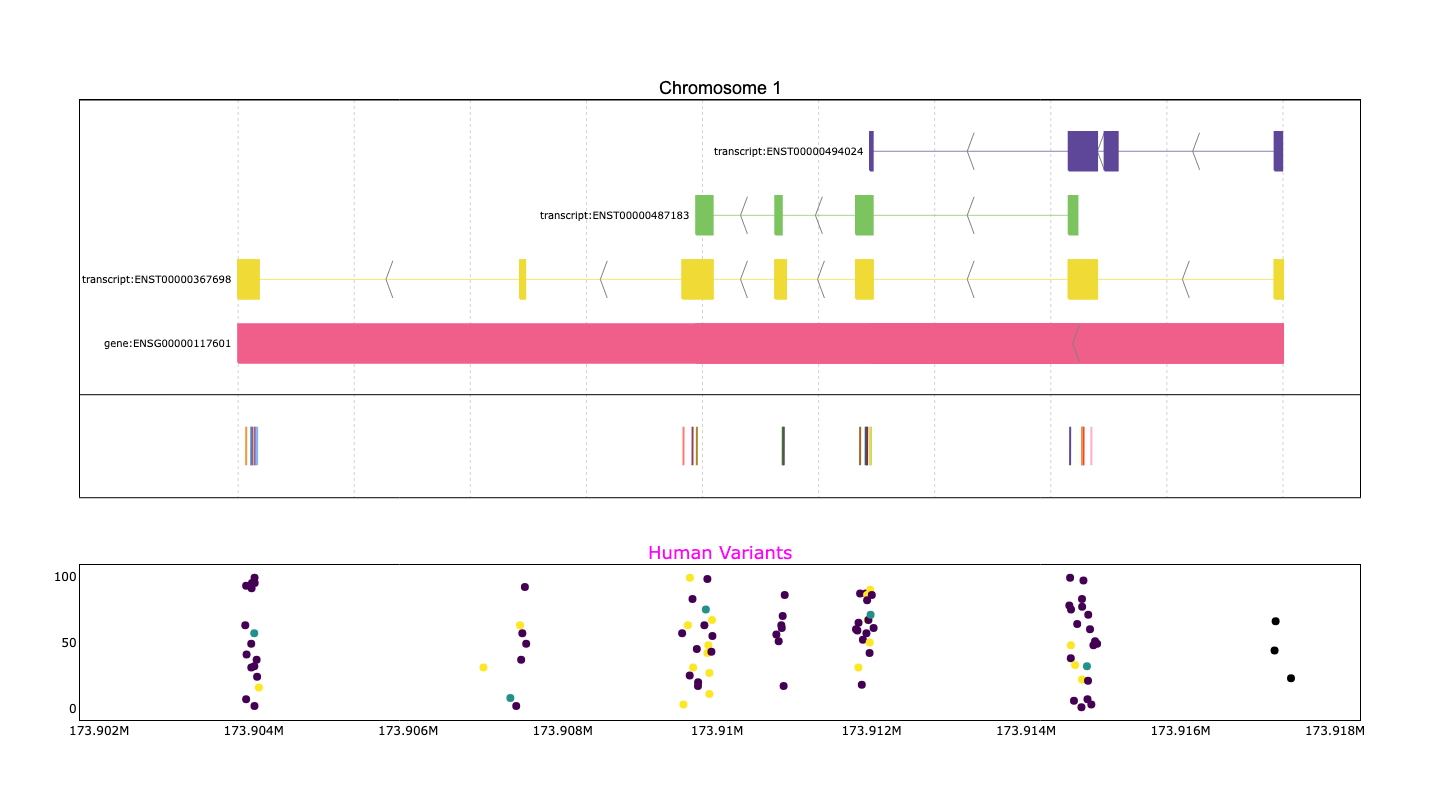 Chromosome 1
transcript:ENST00000494024
transcript:ENST00000487183
transcript:ENST00000367698
gene:ENSG00000117601
Human Variants
100
50
0
173.902M 173.904M 173.906M 173.908M 173.91M 173.912M 173.914M 173.916M 173.918M